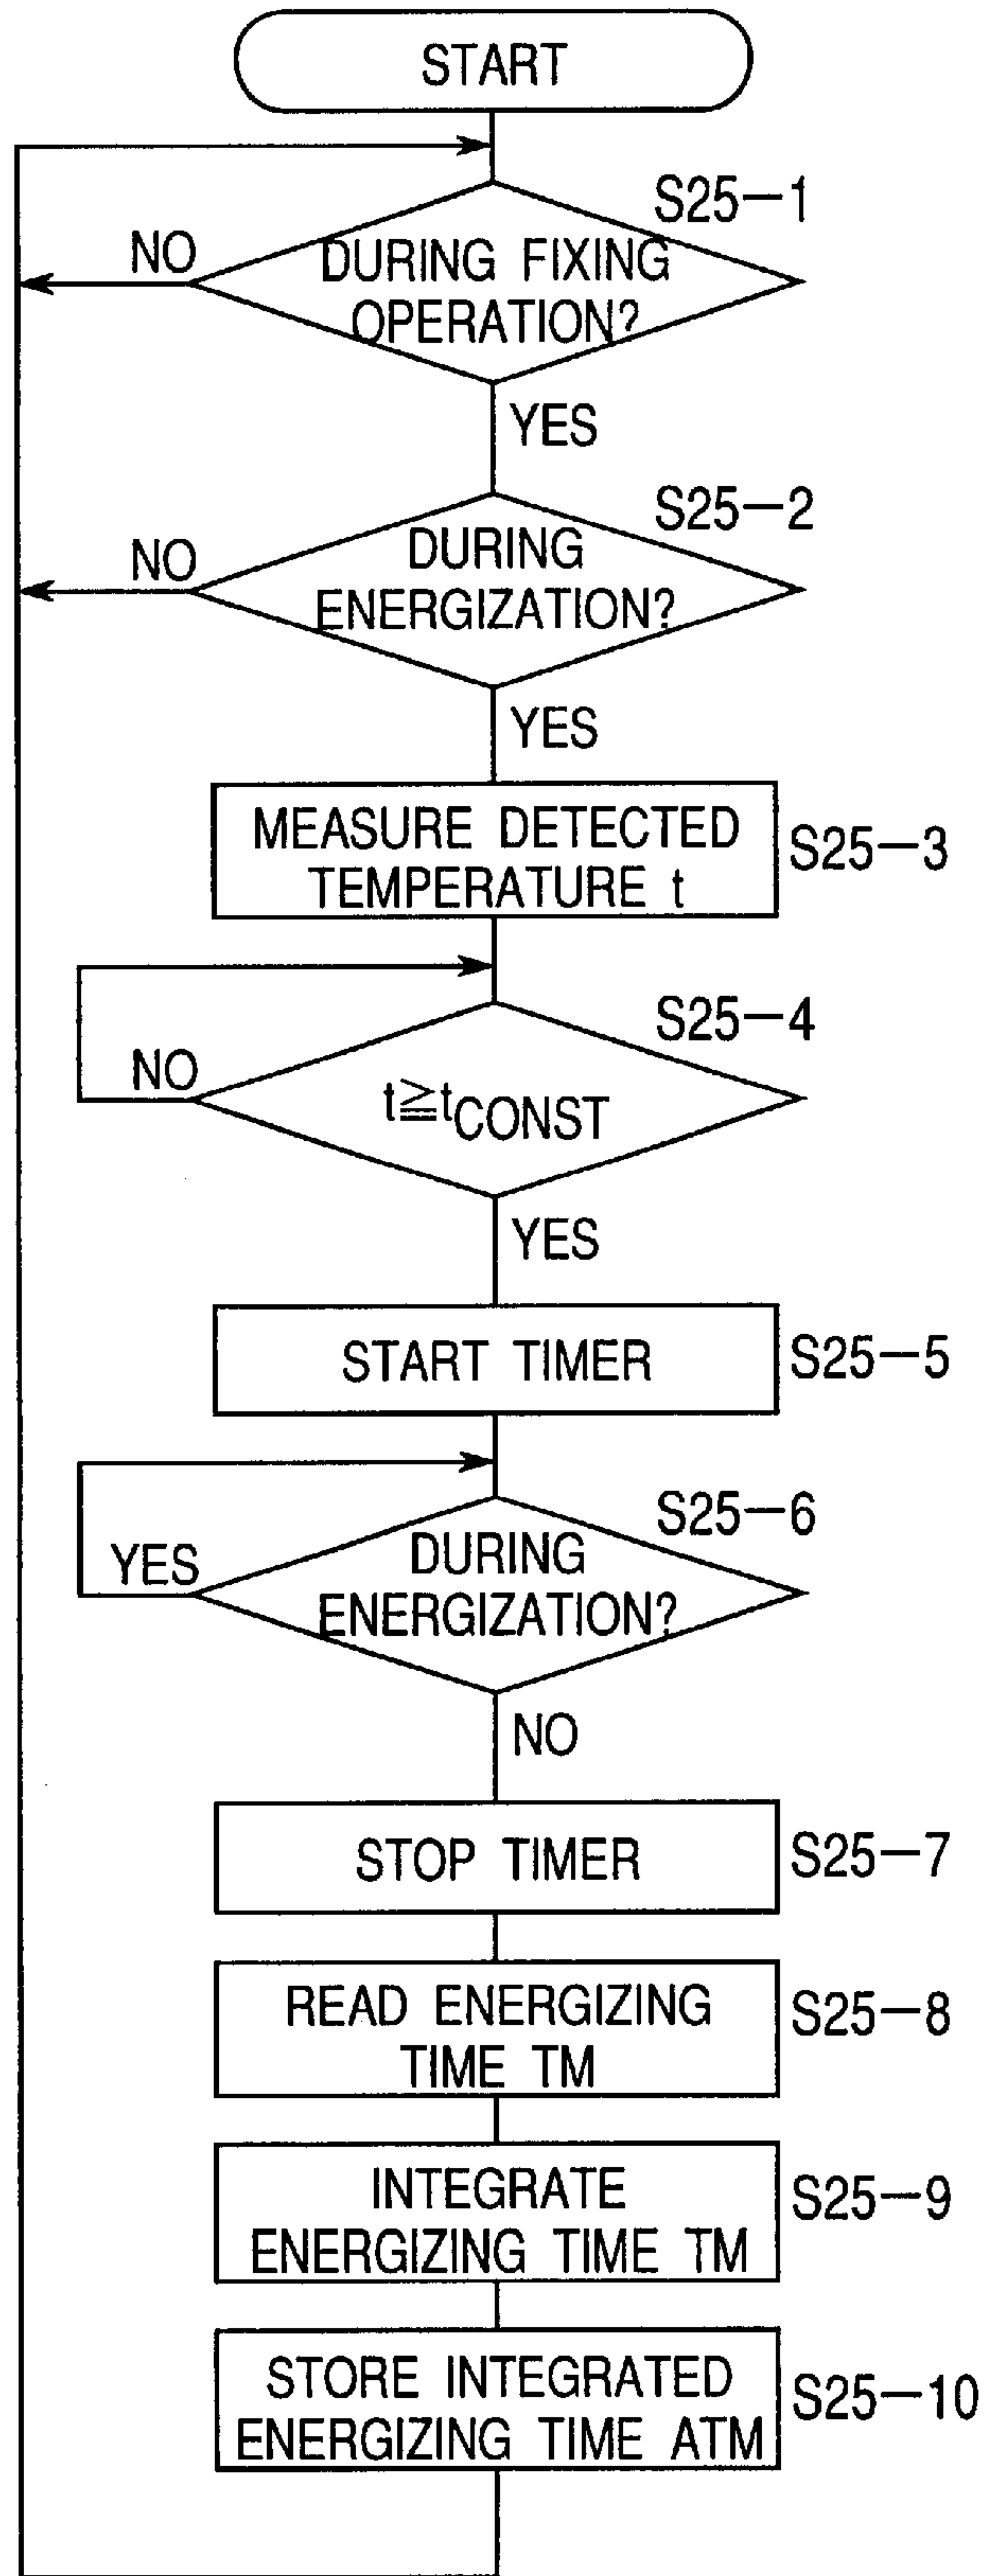 START
S25-1
NO
DURING FIXING
OPERATION?
YES
S25-2
NO
DURING
ENERGIZATION?
YES
MEASURE DETECTED
TEMPERATURE t
S25-3
S25-4
NO
t≧tCONST
YES
START TIMER
S25-5
S25-6
YES
DURING
ENERGIZATION?
NO
STOP TIMER
S25-7
READ ENERGIZING
TIME TM
S25-8
INTEGRATE
ENERGIZING TIME TM
S25-9
STORE INTEGRATED
ENERGIZING TIME ATM
S25-10